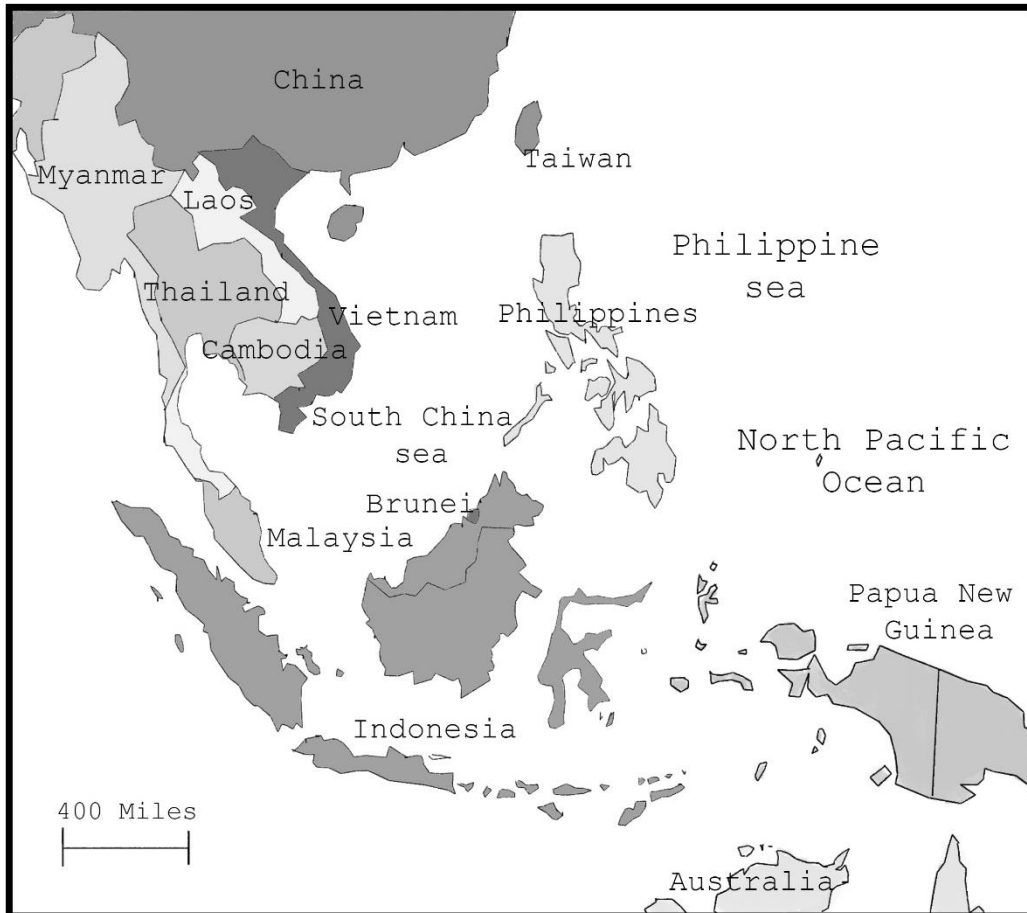 China
Taiwan
Myanmar
Laos
Philippine
sea
Thailand
Vietnam
Philippines
Cambodia
South China
sea
North Pacific
Ocean
Brunei
Malaysia
Papua New
Guinea
Indonesia
400 Miles
Australia